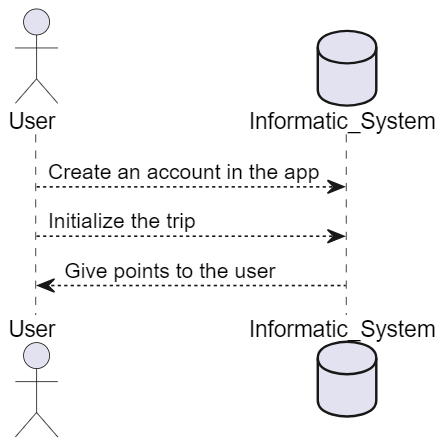 User
Informatic_System
Create an account in the app
Initialize the trip
Give points to the user
User
Informatic_System